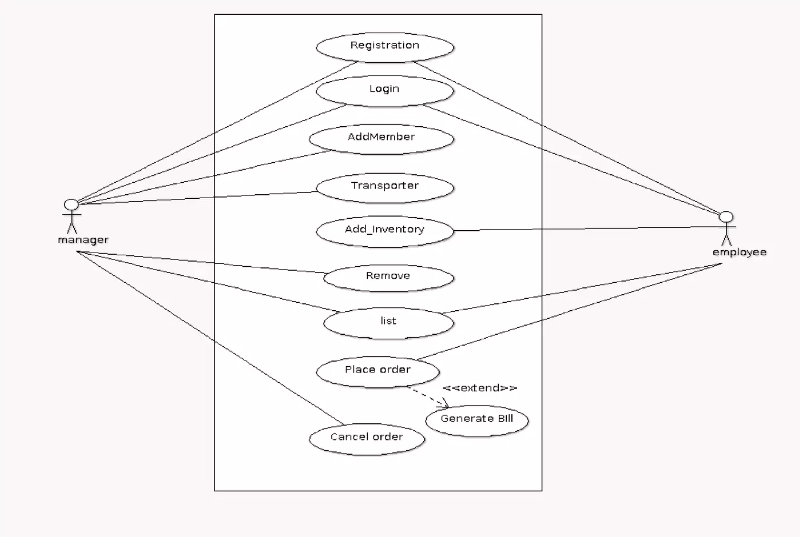 Registration
Login
AddMember
Transporter
Add_Inventory
manager
employee
Remove
list
Place order
<<extend>>
Generate Bill
Cancel order